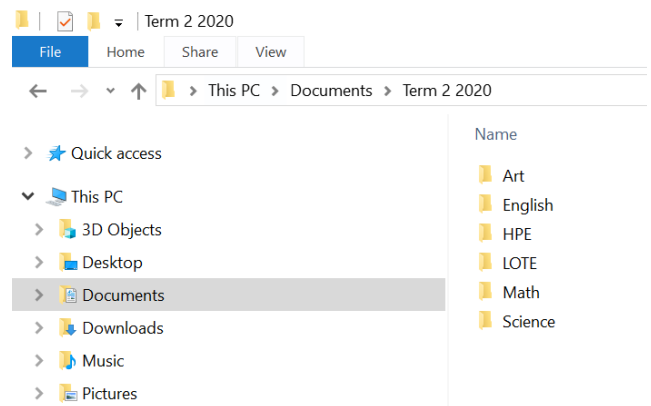 Term 2 2020
File Home Share View
This PC Documents Term 2 2020
Quick access
This PC
3D Objects
Desktop
Documents
Downloads
Music
Pictures
Name
Art
English
HPE
LOTE
Math
Science